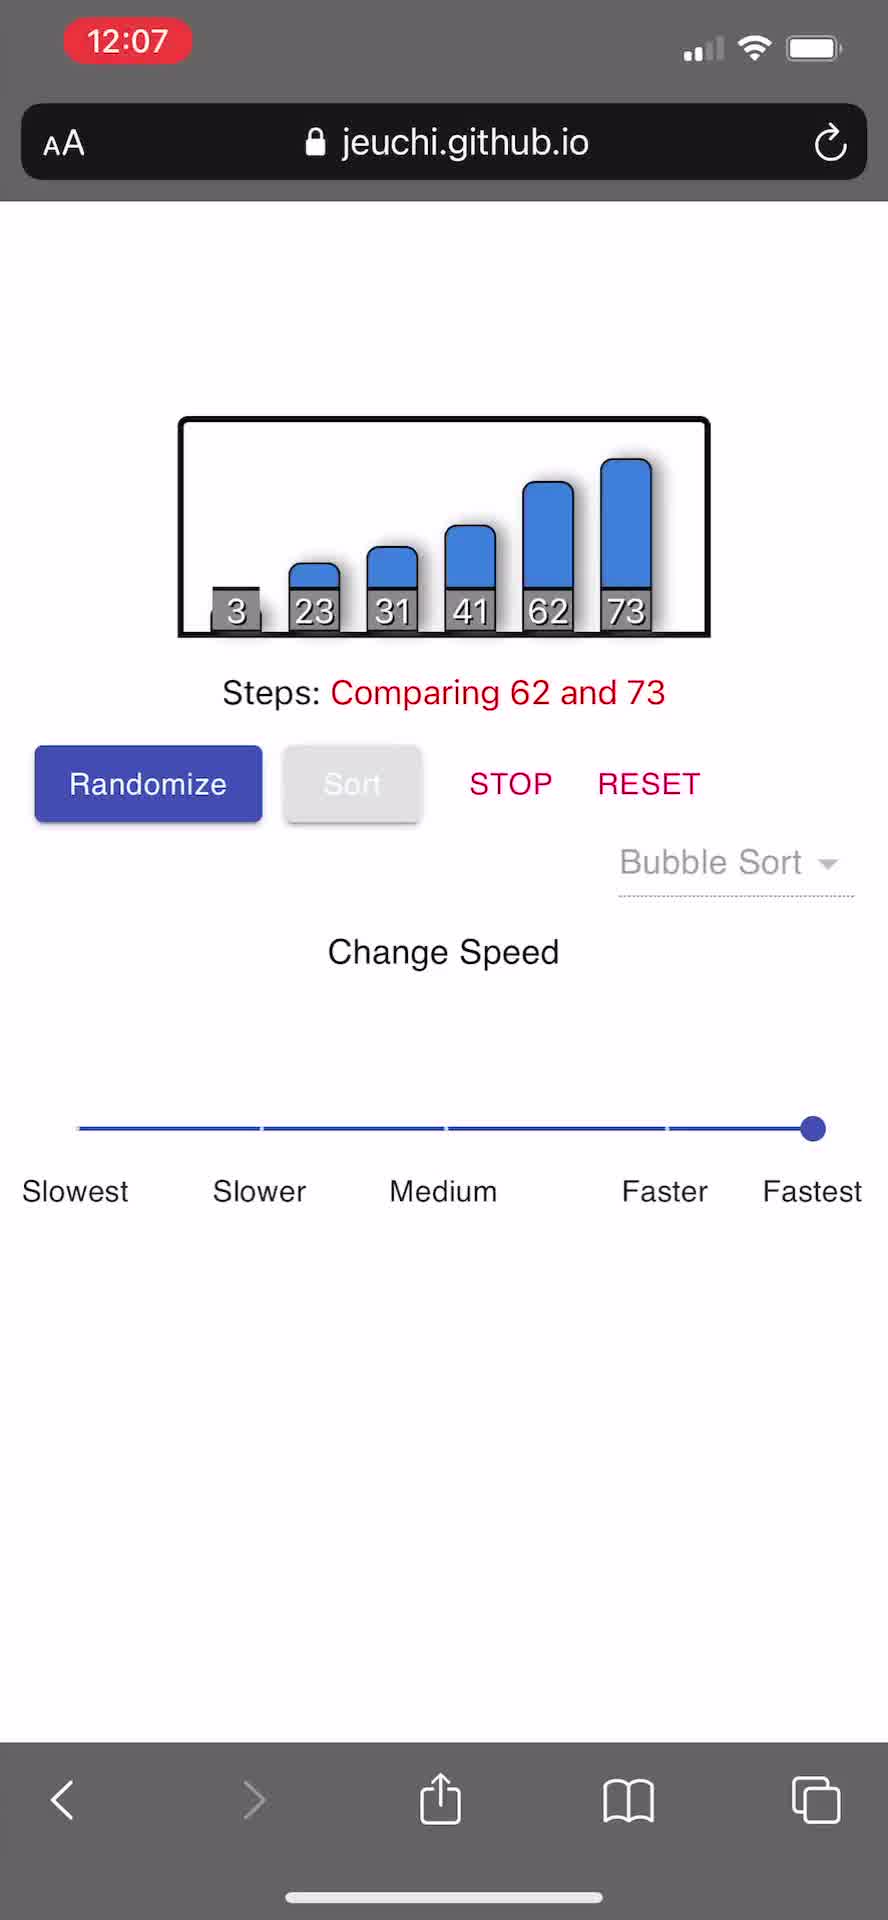 12:07
AA jeuchi.github.io
3 23 31 41 62 73
Steps: Comparing 62 and 73
Randomize Sort STOP RESET
Bubble Sort
Change Speed
Slowest Slower Medium Faster Fastest